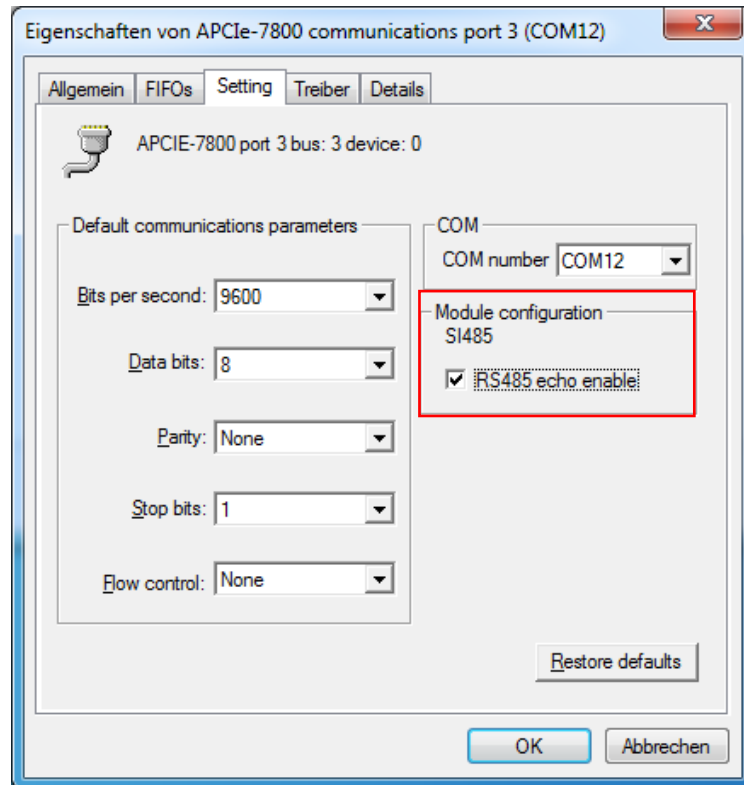 Eigenschaften von APCIe-7800 communications port 3 (COM12)
Allgemein FIFOs Setting Treiber Details
APCIE-7800 port 3 bus: 3 device: 0
Default communications parameters
Bits per second: 9600
Data bits: 8
Parity: None
Stop bits: 1
Flow control: None
COM
COM number COM12
Module configuration
SI485
RS485 echo enable
Restore defaults
OK Abbrechen